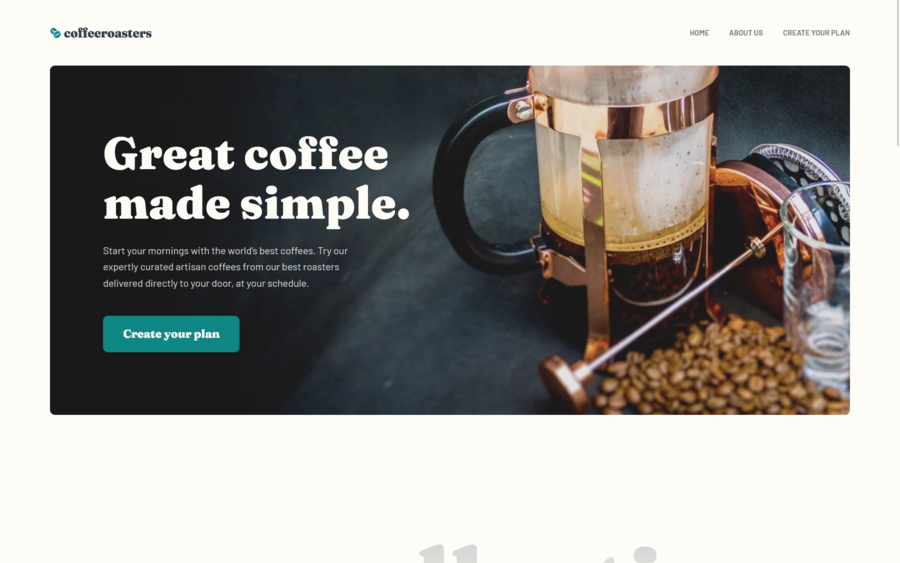 coffeeroasters
HOME
ABOUT US
CREATE YOUR PLAN
Great coffee
made simple.
Start your mornings with the world's best coffees. Try our
expertly curated artisan coffees from our best roasters
delivered directly to your door, at your schedule.
Create your plan